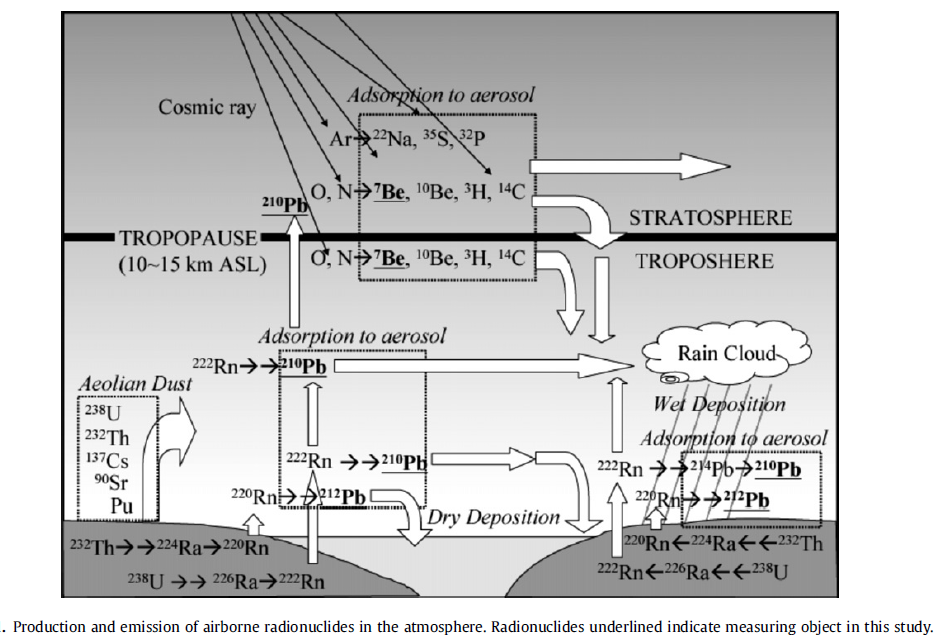 Adsorption to aerosol
Cosmic ray
Ar→²²Na, ³⁵S, ³²P
O, N→⁷Be, ¹⁰Be, ³H, ¹⁴C
²¹⁰Pb
STRATOSPHERE
TROPOPAUSE
(10~15 km ASL)
O, N→⁷Be, ¹⁰Be, ³H, ¹⁴C
TROPOSHERE
Adsorption to aerosol
²²²Rn→→²¹⁰Pb
Rain Cloud
Aeolian Dust
²³⁸U
²³²Th
¹³⁷Cs
⁹⁰Sr
Pu
Wet Deposition
Adsorption to aerosol
²²²Rn →→²¹⁰Pb
²²⁰Rn→→²¹²Pb
Dry Deposition
²²²Rn→→²¹⁴Pb→²¹⁰Pb
²²⁰Rn→→²¹²Pb
²³²Th→→²²⁴Ra→²²⁰Rn
²³⁸U →→²²⁶Ra→²²²Rn
²²⁰Rn←²²⁴Ra←←²³²Th
²²²Rn←²²⁶Ra←←²³⁸U
. Production and emission of airborne radionuclides in the atmosphere. Radionuclides underlined indicate measuring object in this study.